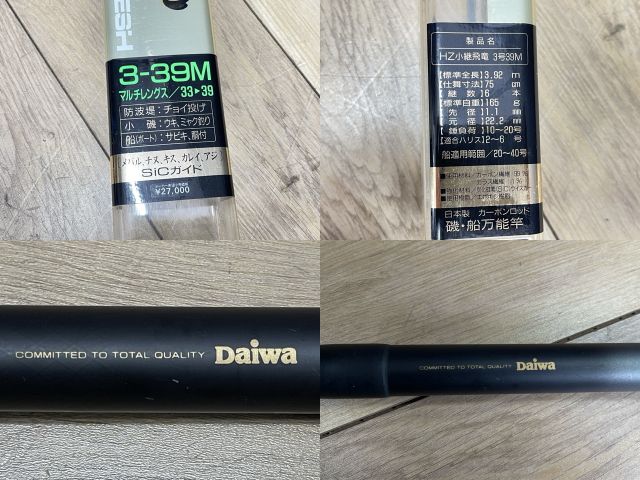 ESH
3-39M
マルチレングス/33▶39
防波堤:チョイ投げ
小 磯:ウキ、ミャク釣り
船(ボート):サビキ、胴付
メバル、チヌ、キス、カレイ、アジ
SiCガイド
¥27,000
製品名
HZ小継飛竜 3号39M
【標準全長】3.92 m
【仕舞寸法】75 cm
【継数】6 本
【標準自重】165 g
【先径】1.1 mm
【元径】22.2 mm
【錘負荷】10~20号
【適合ハリス】2~6 号
船適用範囲/20~40号
日本製 カーボンロッド
磯・船万能竿
COMMITTED TO TOTAL QUALITY Daiwa
COMMITTED TO TOTAL QUALITY Daiwa